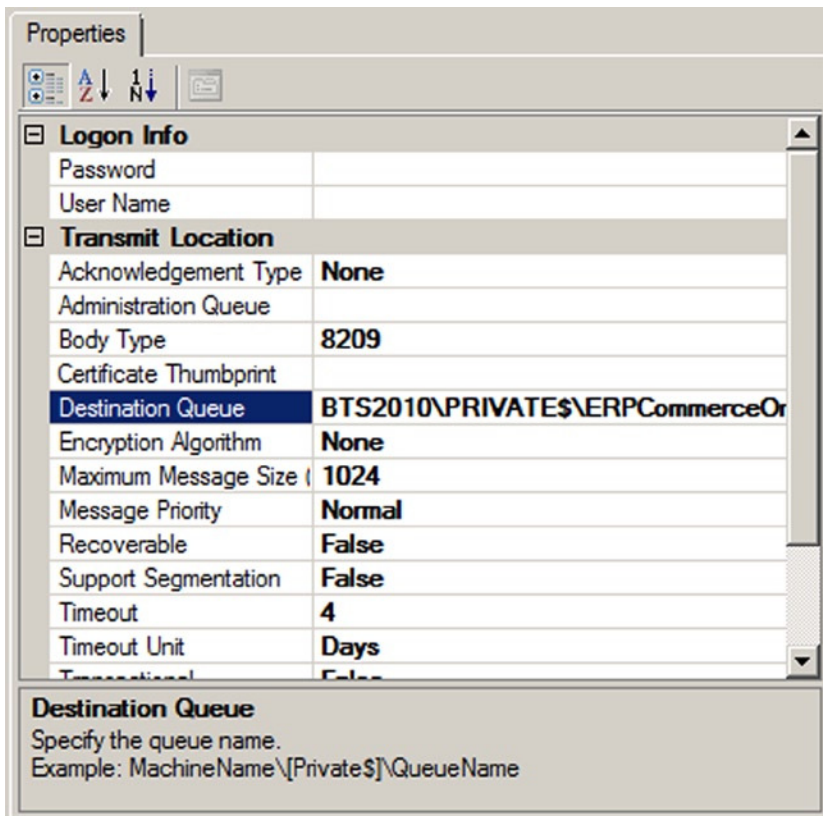 Properties
Logon Info
Password
User Name
Transmit Location
Acknowledgement Type None
Administration Queue
Body Type 8209
Certificate Thumbprint
Destination Queue BTS2010\PRIVATE$\ERPCommerceOr
Encryption Algorithm None
Maximum Message Size ( 1024
Message Priority Normal
Recoverable False
Support Segmentation False
Timeout 4
Timeout Unit Days
Transactional False
Destination Queue
Specify the queue name.
Example: MachineName\[Private$]\QueueName